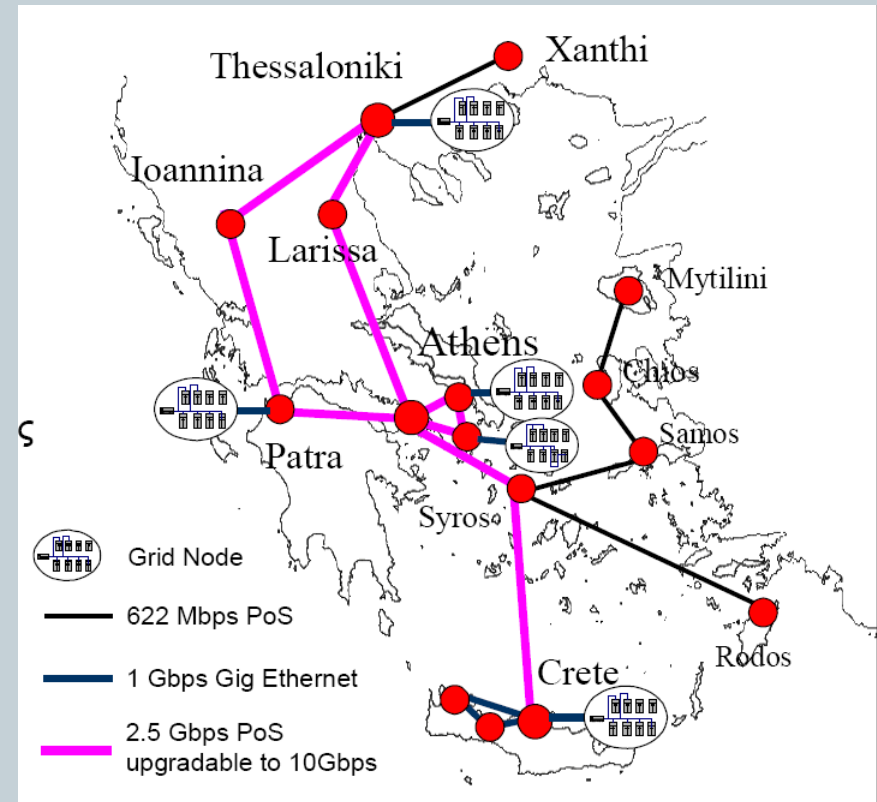 Xanthi
Thessaloniki
Ioannina
Larissa
Mytilini
Athens
Chios
ς
Samos
Patra
Syros
Grid Node
622 Mbps PoS
Rodos
Crete
1 Gbps Gig Ethernet
2.5 Gbps PoS
upgradable to 10Gbps